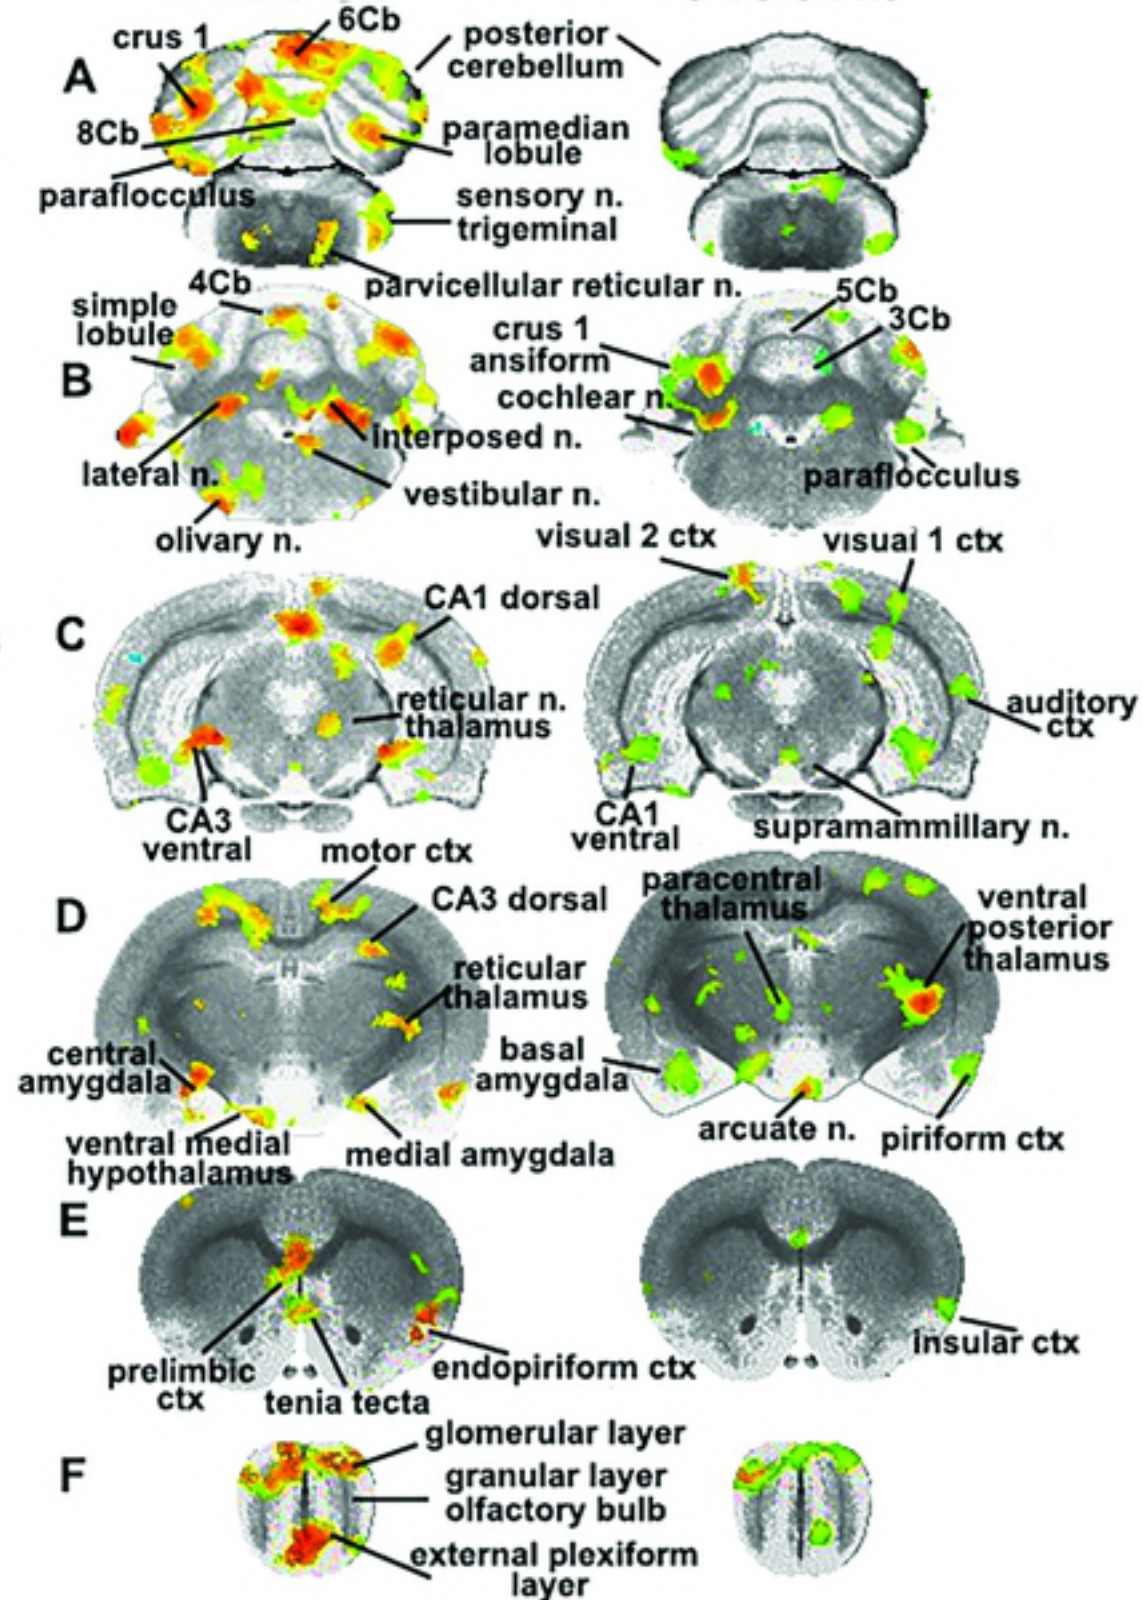 6Cb
crus 1
posterior
cerebellum
A
8Cb
paramedian
lobule
paraflocculus
sensory n.
trigeminal
parvicellular reticular n.
4Cb
simple
lobule
5Cb
3Cb
crus 1
ansiform
B
cochlear n.
interposed n.
lateral n.
paraflocculus
vestibular n.
olivary n.
visual 2 ctx
visual 1 ctx
CA1 dorsal
C
reticular n.
thalamus
auditory
ctx
CA3
ventral
CA1
ventral
supramammillary n.
motor ctx
paracentral
thalamus
CA3 dorsal
ventral
posterior
thalamus
D
reticular
thalamus
central
amygdala
basal
amygdala
arcuate n.
piriform ctx
ventral medial
hypothalamus
medial amygdala
E
prelimbic
ctx
endopiriform ctx
insular ctx
tenia tecta
glomerular layer
F
granular layer
olfactory bulb
external plexiform
layer